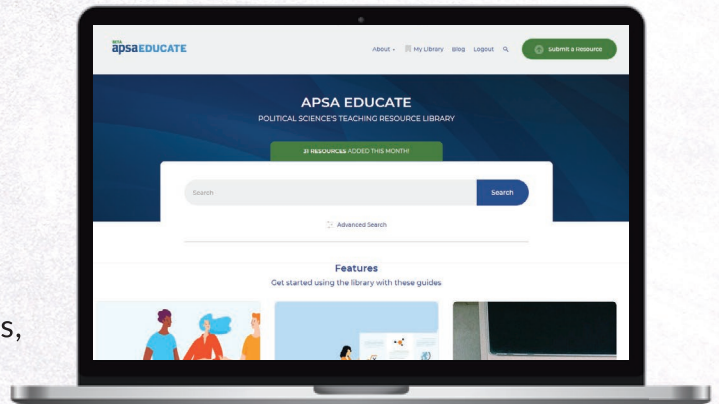 BETA
apsaEDUCATE
About
My Library
Blog
Logout
Submit a Resource
APSA EDUCATE
POLITICAL SCIENCE'S TEACHING RESOURCE LIBRARY
31 RESOURCES ADDED THIS MONTH!
Search
Search
Advanced Search
Features
Get started using the library with these guides
s,